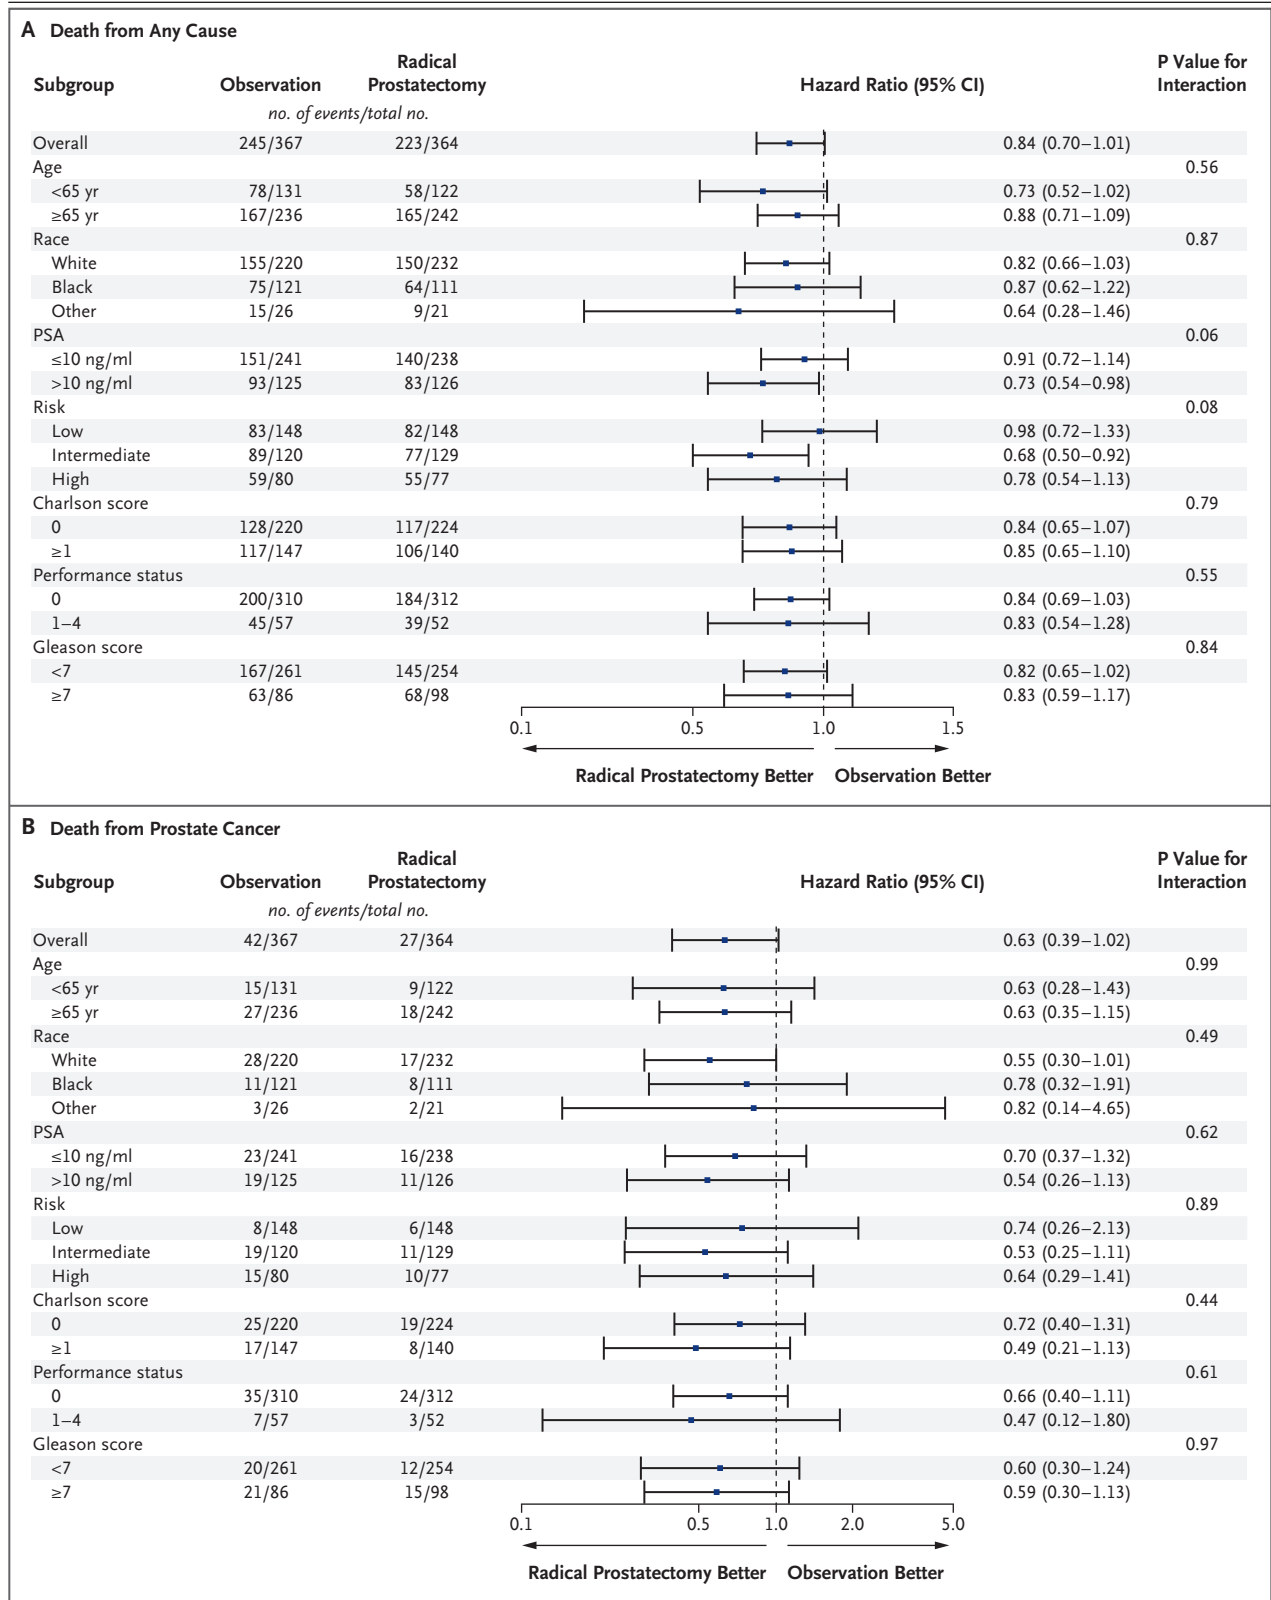 A Death from Any Cause
Subgroup Observation Radical Prostatectomy Hazard Ratio (95% CI) P Value for Interaction
no. of events/total no.
Overall 245/367 223/364 0.84 (0.70–1.01)
Age 0.56
<65 yr 78/131 58/122 0.73 (0.52–1.02)
≥65 yr 167/236 165/242 0.88 (0.71–1.09)
Race 0.87
White 155/220 150/232 0.82 (0.66–1.03)
Black 75/121 64/111 0.87 (0.62–1.22)
Other 15/26 9/21 0.64 (0.28–1.46)
PSA 0.06
≤10 ng/ml 151/241 140/238 0.91 (0.72–1.14)
>10 ng/ml 93/125 83/126 0.73 (0.54–0.98)
Risk 0.08
Low 83/148 82/148 0.98 (0.72–1.33)
Intermediate 89/120 77/129 0.68 (0.50–0.92)
High 59/80 55/77 0.78 (0.54–1.13)
Charlson score 0.79
0 128/220 117/224 0.84 (0.65–1.07)
≥1 117/147 106/140 0.85 (0.65–1.10)
Performance status 0.55
0 200/310 184/312 0.84 (0.69–1.03)
1–4 45/57 39/52 0.83 (0.54–1.28)
Gleason score 0.84
<7 167/261 145/254 0.82 (0.65–1.02)
≥7 63/86 68/98 0.83 (0.59–1.17)
0.1 0.5 1.0 1.5
Radical Prostatectomy Better Observation Better
B Death from Prostate Cancer
Subgroup Observation Radical Prostatectomy Hazard Ratio (95% CI) P Value for Interaction
no. of events/total no.
Overall 42/367 27/364 0.63 (0.39–1.02)
Age 0.99
<65 yr 15/131 9/122 0.63 (0.28–1.43)
≥65 yr 27/236 18/242 0.63 (0.35–1.15)
Race 0.49
White 28/220 17/232 0.55 (0.30–1.01)
Black 11/121 8/111 0.78 (0.32–1.91)
Other 3/26 2/21 0.82 (0.14–4.65)
PSA 0.62
≤10 ng/ml 23/241 16/238 0.70 (0.37–1.32)
>10 ng/ml 19/125 11/126 0.54 (0.26–1.13)
Risk 0.89
Low 8/148 6/148 0.74 (0.26–2.13)
Intermediate 19/120 11/129 0.53 (0.25–1.11)
High 15/80 10/77 0.64 (0.29–1.41)
Charlson score 0.44
0 25/220 19/224 0.72 (0.40–1.31)
≥1 17/147 8/140 0.49 (0.21–1.13)
Performance status 0.61
0 35/310 24/312 0.66 (0.40–1.11)
1–4 7/57 3/52 0.47 (0.12–1.80)
Gleason score 0.97
<7 20/261 12/254 0.60 (0.30–1.24)
≥7 21/86 15/98 0.59 (0.30–1.13)
0.1 0.5 1.0 2.0 5.0
Radical Prostatectomy Better Observation Better